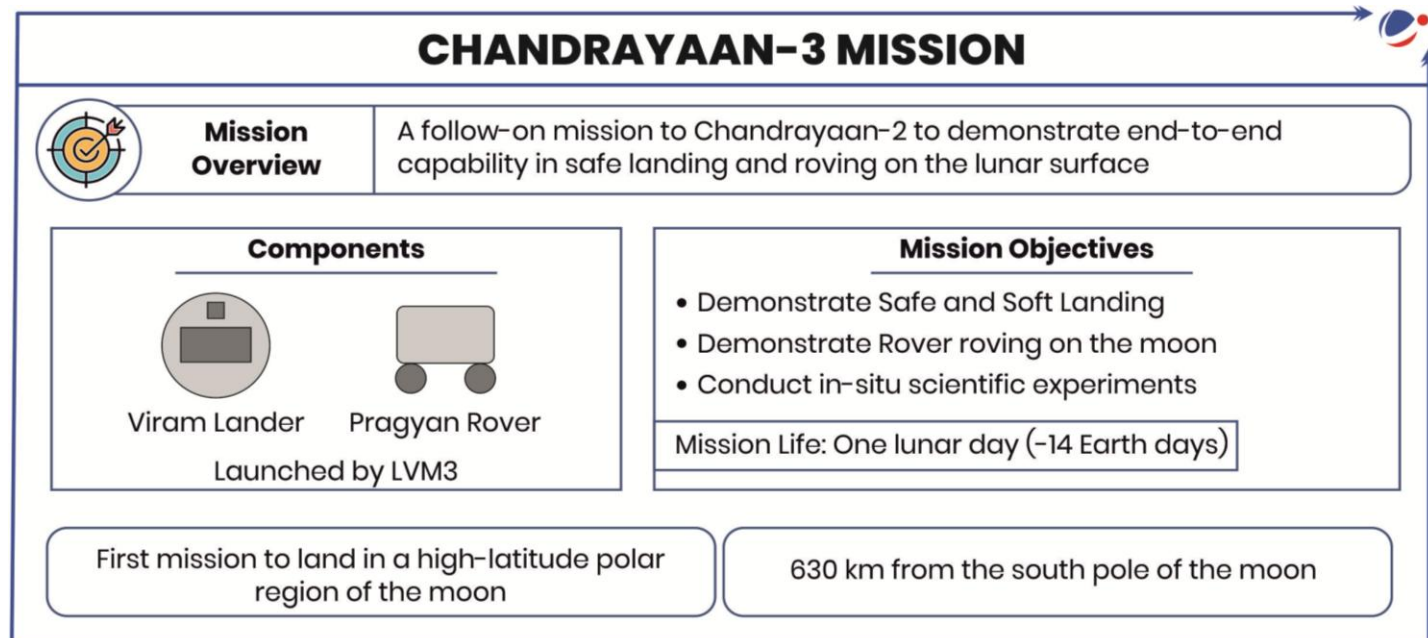 CHANDRAYAAN-3 MISSION
Mission
Overview
A follow-on mission to Chandrayaan-2 to demonstrate end-to-end
capability in safe landing and roving on the lunar surface
Components
Viram Lander
Pragyan Rover
Launched by LVM3
Mission Objectives
• Demonstrate Safe and Soft Landing
• Demonstrate Rover roving on the moon
• Conduct in-situ scientific experiments
Mission Life: One lunar day (-14 Earth days)
First mission to land in a high-latitude polar
region of the moon
630 km from the south pole of the moon